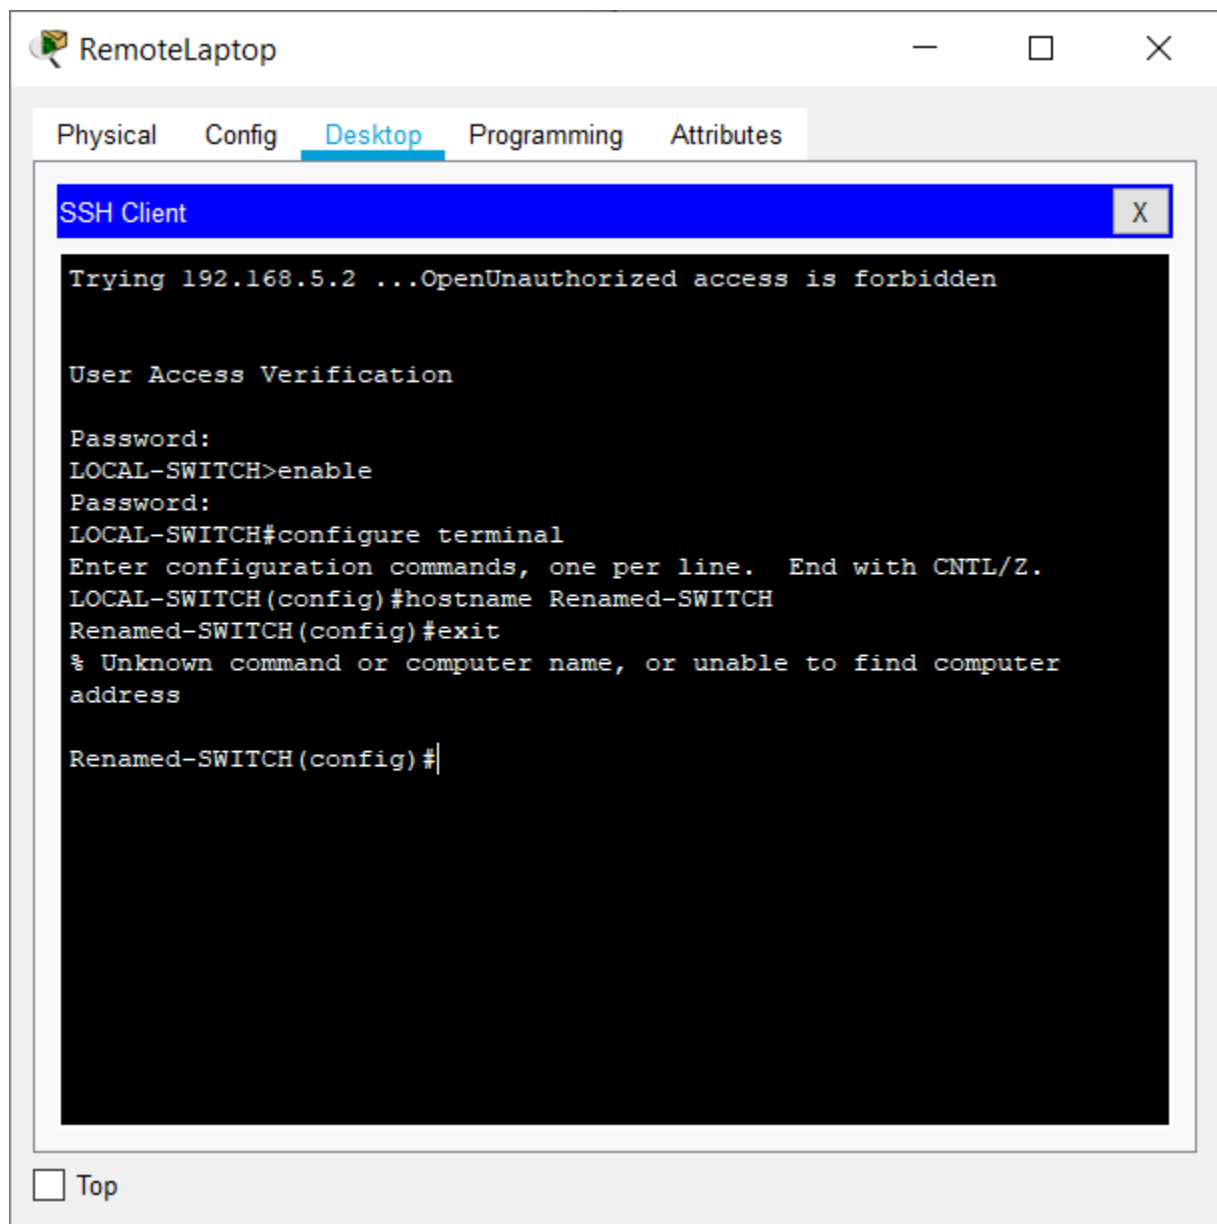 RemoteLaptop
Physical Config Desktop Programming Attributes
SSH Client X
Trying 192.168.5.2 ...OpenUnauthorized access is forbidden
User Access Verification
Password:
LOCAL-SWITCH>enable
Password:
LOCAL-SWITCH#configure terminal
Enter configuration commands, one per line.  End with CNTL/Z.
LOCAL-SWITCH(config)#hostname Renamed-SWITCH
Renamed-SWITCH(config)#exit
% Unknown command or computer name, or unable to find computer
address
Renamed-SWITCH(config)#
Top